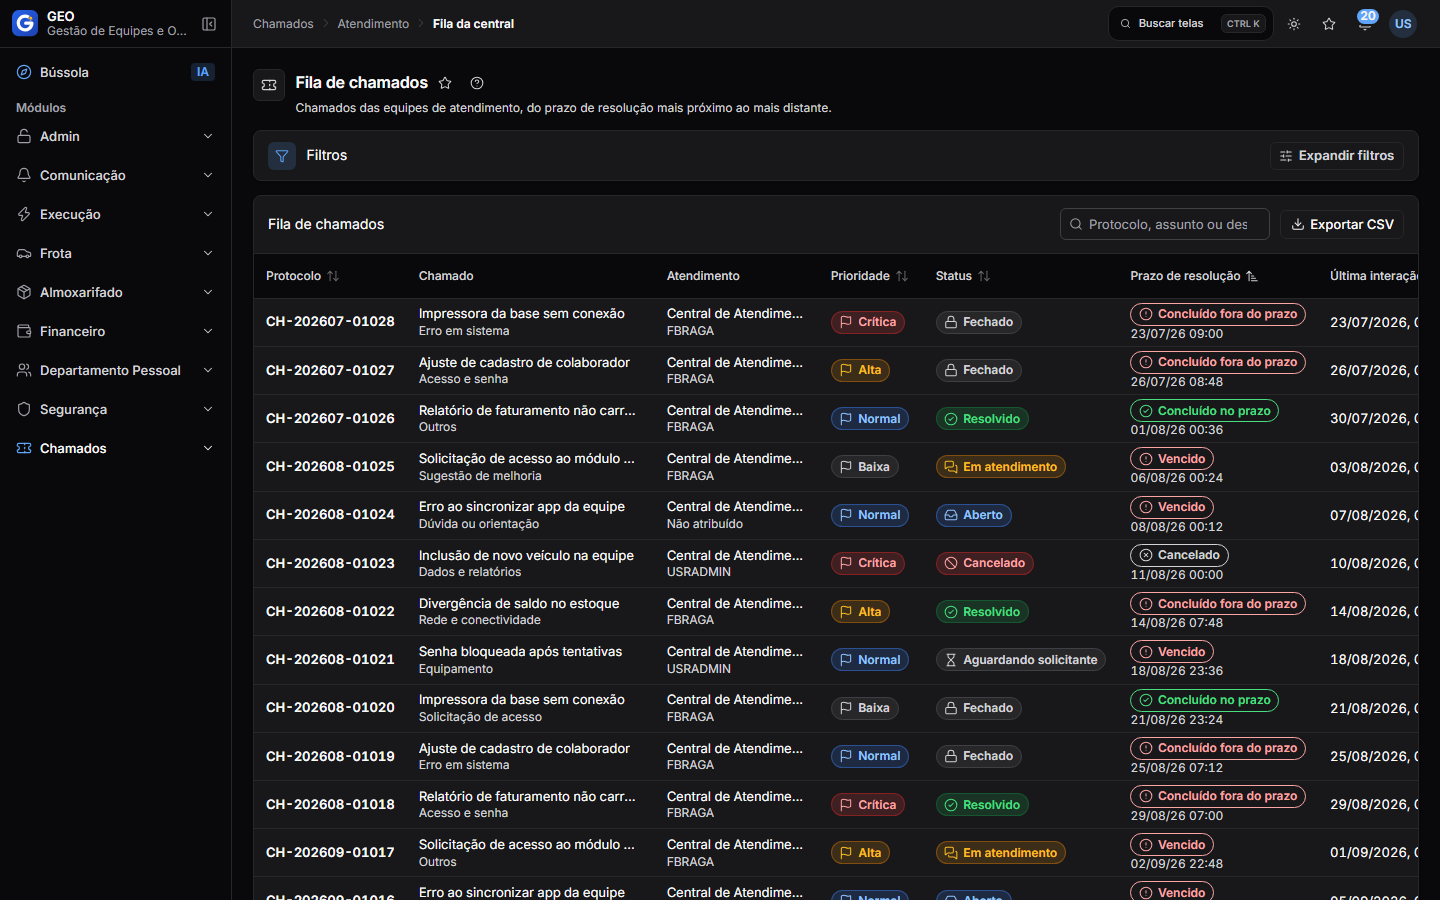 GEO
Gestão de Equipes e O...
Chamados
Atendimento
Fila da central
Buscar telas
CTRL K
20
US
Bússola
IA
Módulos
Admin
Comunicação
Execução
Frota
Almoxarifado
Financeiro
Departamento Pessoal
Segurança
Chamados
Fila de chamados
Chamados das equipes de atendimento, do prazo de resolução mais próximo ao mais distante.
Filtros
Expandir filtros
Fila de chamados
Protocolo, assunto ou des
Exportar CSV
Protocolo Chamado Atendimento Prioridade Status Prazo de resolução Última interaçã
CH-202607-01028 Impressora da base sem conexão Central de Atendime... Crítica Fechado Concluído fora do prazo 23/07/2026,
Erro em sistema FBRAGA 23/07/26 09:00
CH-202607-01027 Ajuste de cadastro de colaborador Central de Atendime... Alta Fechado Concluído fora do prazo 26/07/2026,
Acesso e senha FBRAGA 26/07/26 08:48
CH-202607-01026 Relatório de faturamento não carr... Central de Atendime... Normal Resolvido Concluído no prazo 30/07/2026,
Outros FBRAGA 01/08/26 00:36
CH-202608-01025 Solicitação de acesso ao módulo ... Central de Atendime... Baixa Em atendimento Vencido 03/08/2026,
Sugestão de melhoria FBRAGA 06/08/26 00:24
CH-202608-01024 Erro ao sincronizar app da equipe Central de Atendime... Normal Aberto Vencido 07/08/2026,
Dúvida ou orientação Não atribuído 08/08/26 00:12
CH-202608-01023 Inclusão de novo veículo na equipe Central de Atendime... Crítica Cancelado Cancelado 10/08/2026,
Dados e relatórios USRADMIN 11/08/26 00:00
CH-202608-01022 Divergência de saldo no estoque Central de Atendime... Alta Resolvido Concluído fora do prazo 14/08/2026,
Rede e conectividade FBRAGA 14/08/26 07:48
CH-202608-01021 Senha bloqueada após tentativas Central de Atendime... Normal Aguardando solicitante Vencido 18/08/2026,
Equipamento USRADMIN 18/08/26 23:36
CH-202608-01020 Impressora da base sem conexão Central de Atendime... Baixa Fechado Concluído no prazo 21/08/2026,
Solicitação de acesso FBRAGA 21/08/26 23:24
CH-202608-01019 Ajuste de cadastro de colaborador Central de Atendime... Normal Fechado Concluído fora do prazo 25/08/2026,
Erro em sistema FBRAGA 25/08/26 07:12
CH-202608-01018 Relatório de faturamento não carr... Central de Atendime... Crítica Resolvido Concluído fora do prazo 29/08/2026,
Acesso e senha FBRAGA 29/08/26 07:00
CH-202609-01017 Solicitação de acesso ao módulo ... Central de Atendime... Alta Em atendimento Vencido 01/09/2026,
Outros FBRAGA 02/09/26 22:48
CH-202609-01016 Erro ao sincronizar app da equipe Central de Atendime... Normal Aberto Vencido